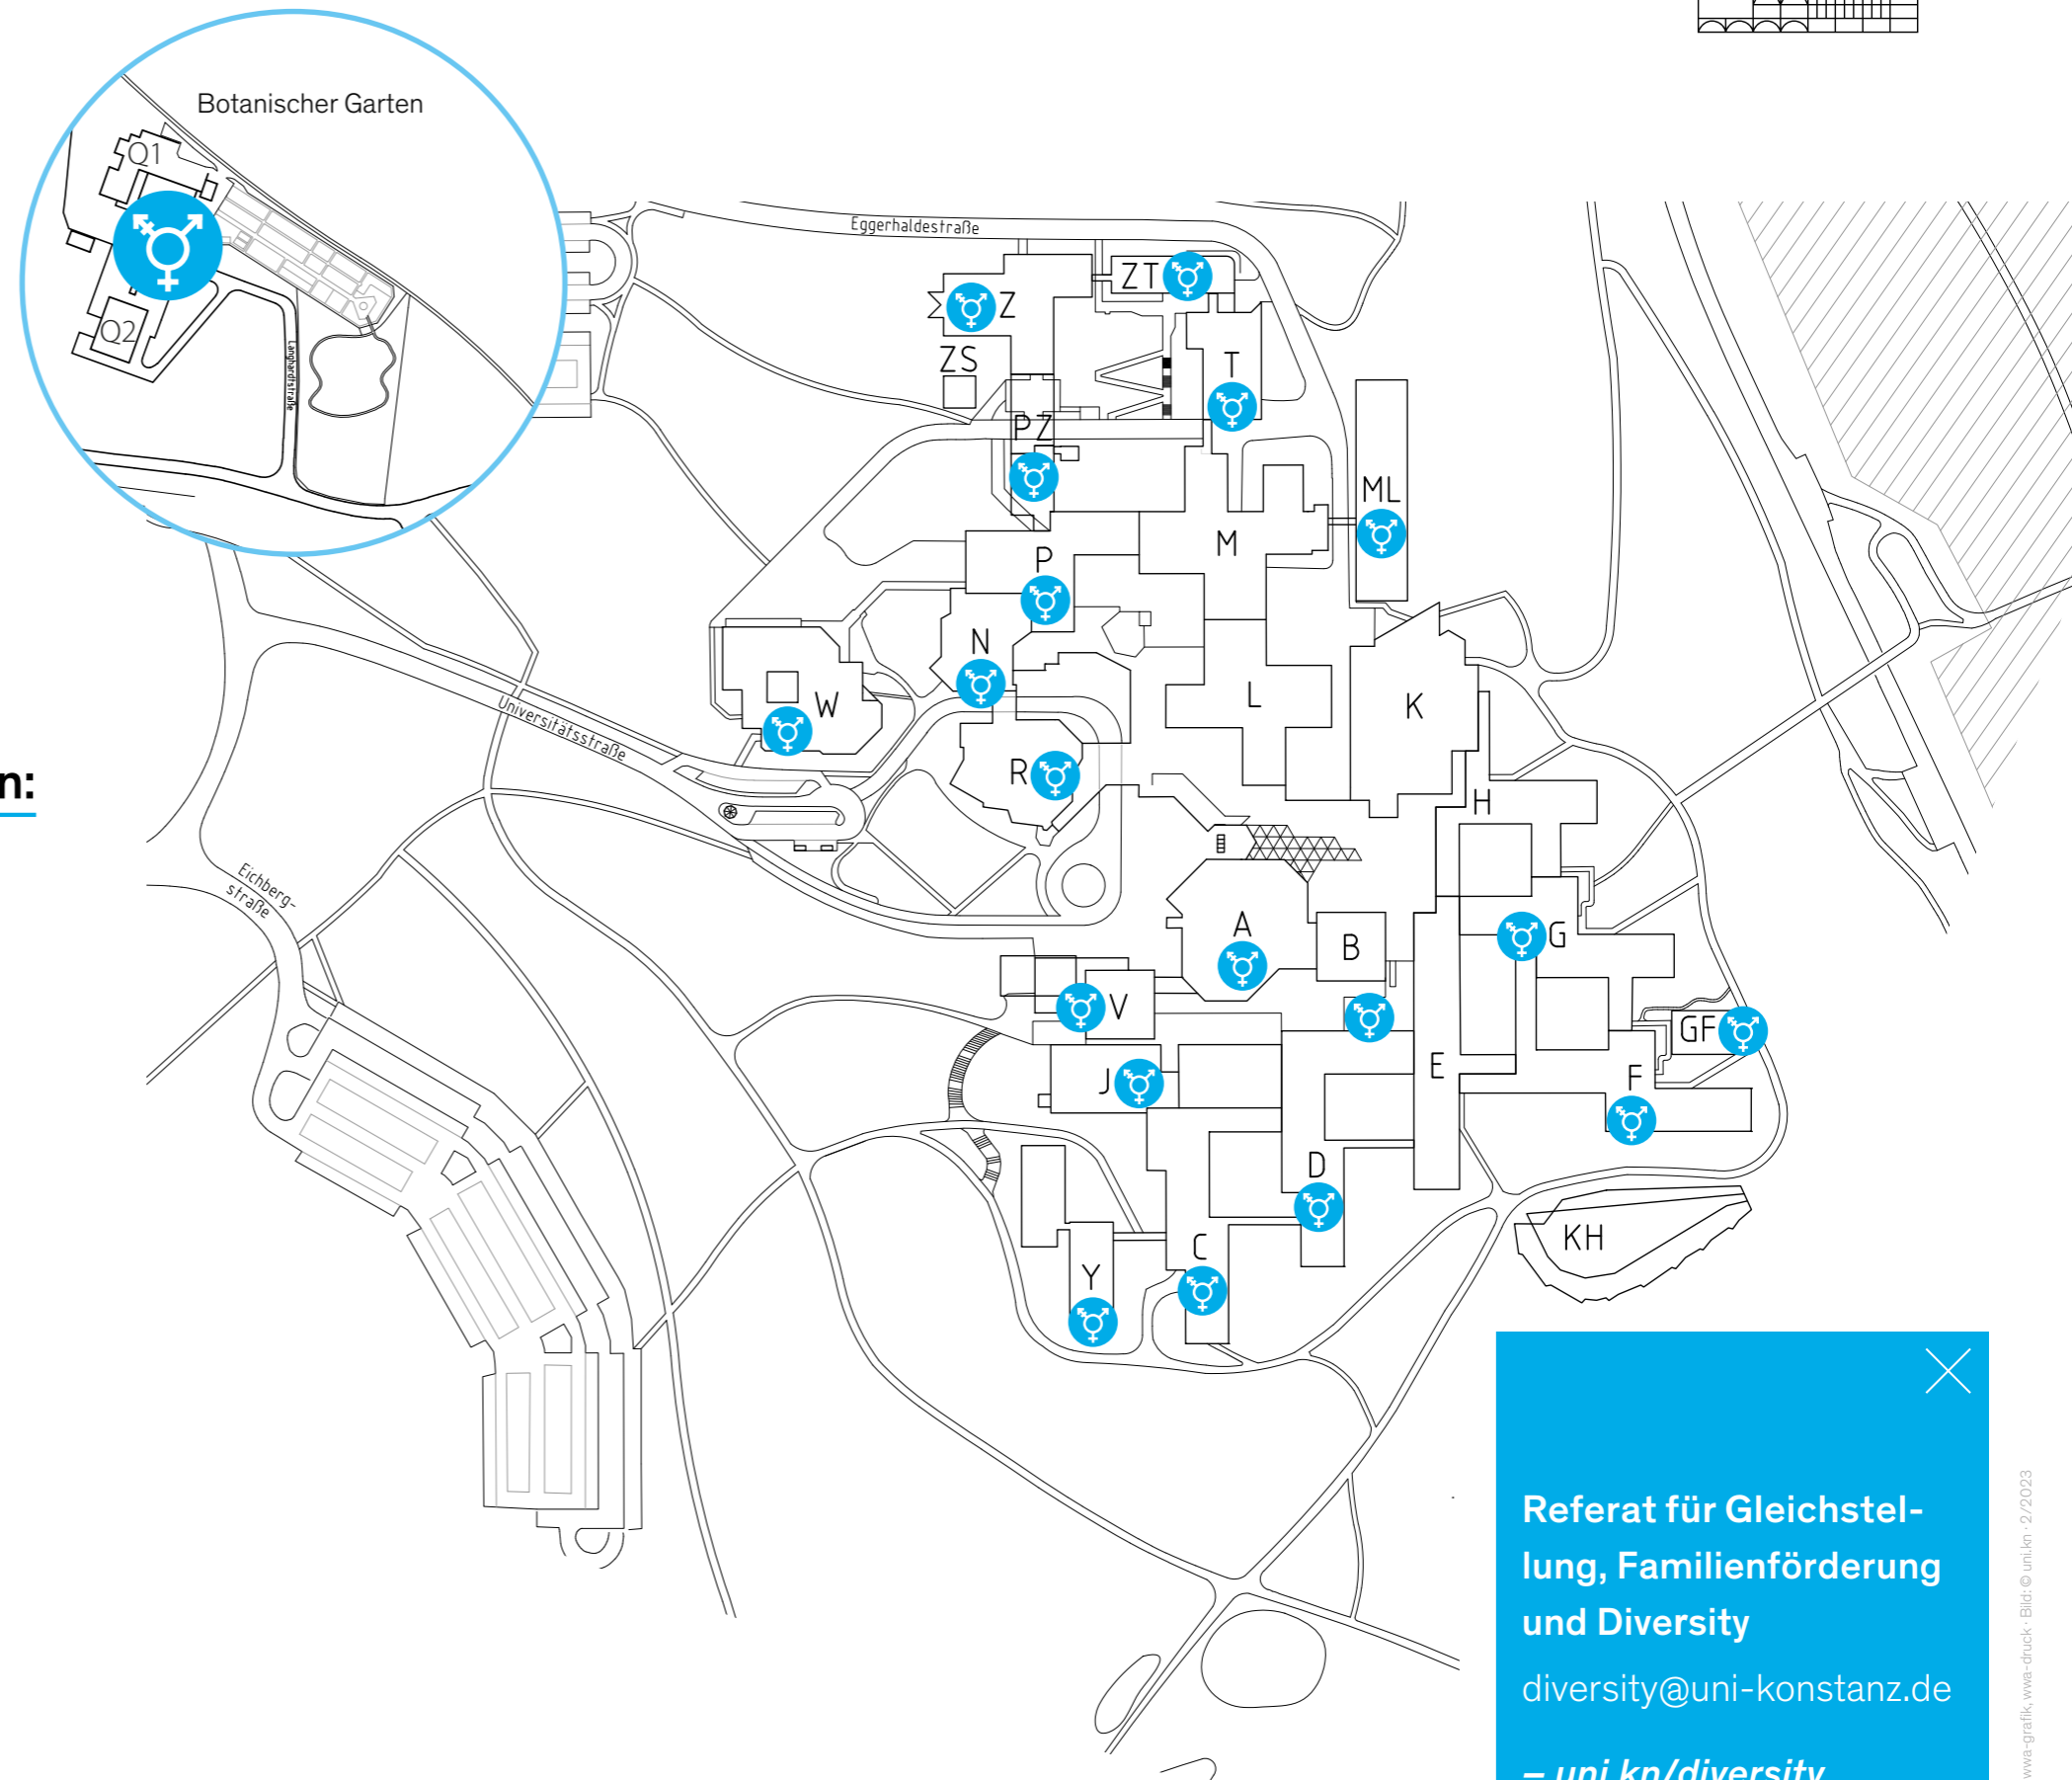 Botanischer Garten
Q1
Q2
Langhardtstraße
Eggerhaldestraße
ZT
Z
ZS
T
PZ
ML
M
P
N
W
L
K
Universitätsstraße
R
n:
H
Eichberg-
straße
A
B
G
V
GF
J
E
F
D
C
KH
Y
Referat für Gleichstel-
lung, Familienförderung
und Diversity
diversity@uni-konstanz.de
– uni.kn/diversity
wwa-grafik, wwa-druck · Bild: © uni.kn · 2/2023